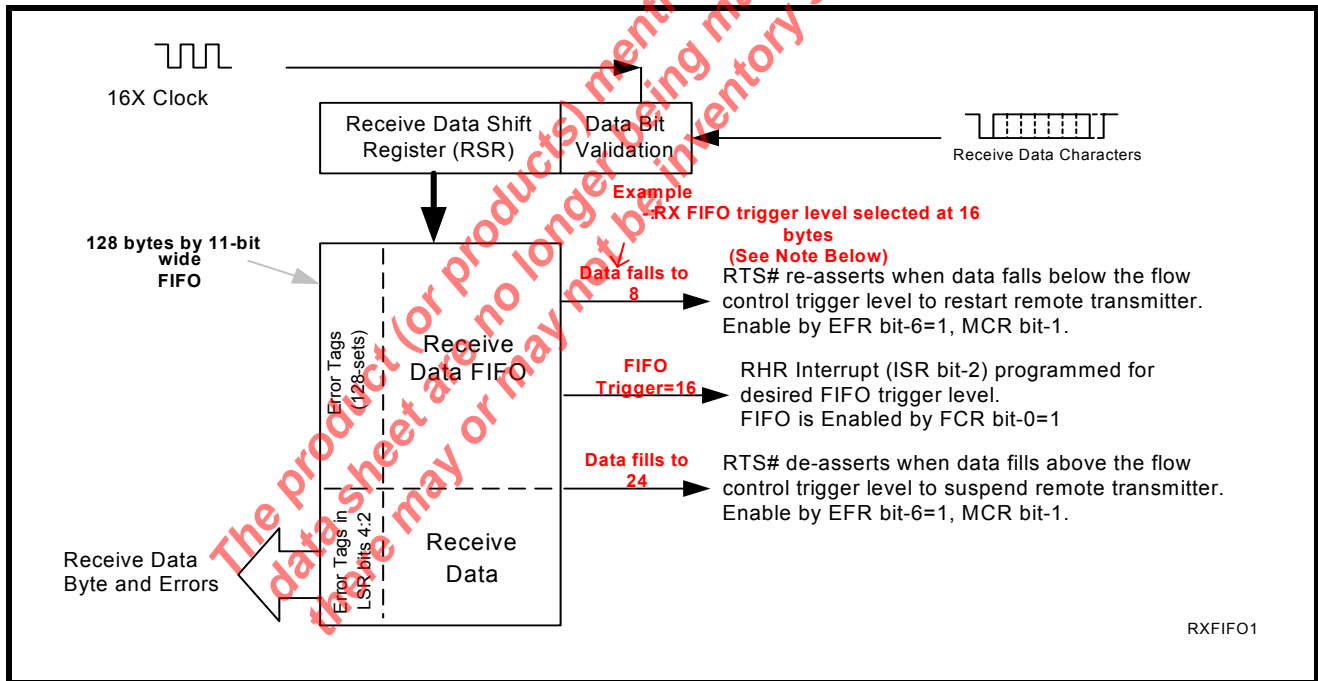 16X Clock
Receive Data Shift
Register (RSR)
Data Bit
Validation
Receive Data Characters
Example
-:RX FIFO trigger level selected at 16
bytes
(See Note Below)
128 bytes by 11-bit
wide
FIFO
Error Tags
(128-sets)
Receive
Data FIFO
Data falls to
8
RTS# re-asserts when data falls below the flow
control trigger level to restart remote transmitter.
Enable by EFR bit-6=1, MCR bit-1.
FIFO
Trigger=16
RHR Interrupt (ISR bit-2) programmed for
desired FIFO trigger level.
FIFO is Enabled by FCR bit-0=1
Data fills to
24
RTS# de-asserts when data fills above the flow
control trigger level to suspend remote transmitter.
Enable by EFR bit-6=1, MCR bit-1.
Error Tags in
LSR bits 4:2
Receive
Data
Receive Data
Byte and Errors
RXFIFO1
The product (or products)
data sheet are no longer being
there may or may not be inventory